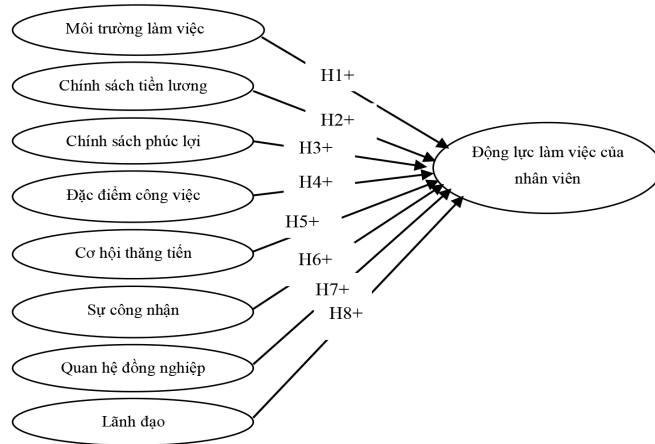 Môi trường làm việc
H1+
Chính sách tiền lương
H2+
Chính sách phúc lợi
H3+
Động lực làm việc của
nhân viên
Đặc điểm công việc
H4+
H5+
Cơ hội thăng tiến
H6+
H7+
Sự công nhận
H8+
Quan hệ đồng nghiệp
Lãnh đạo